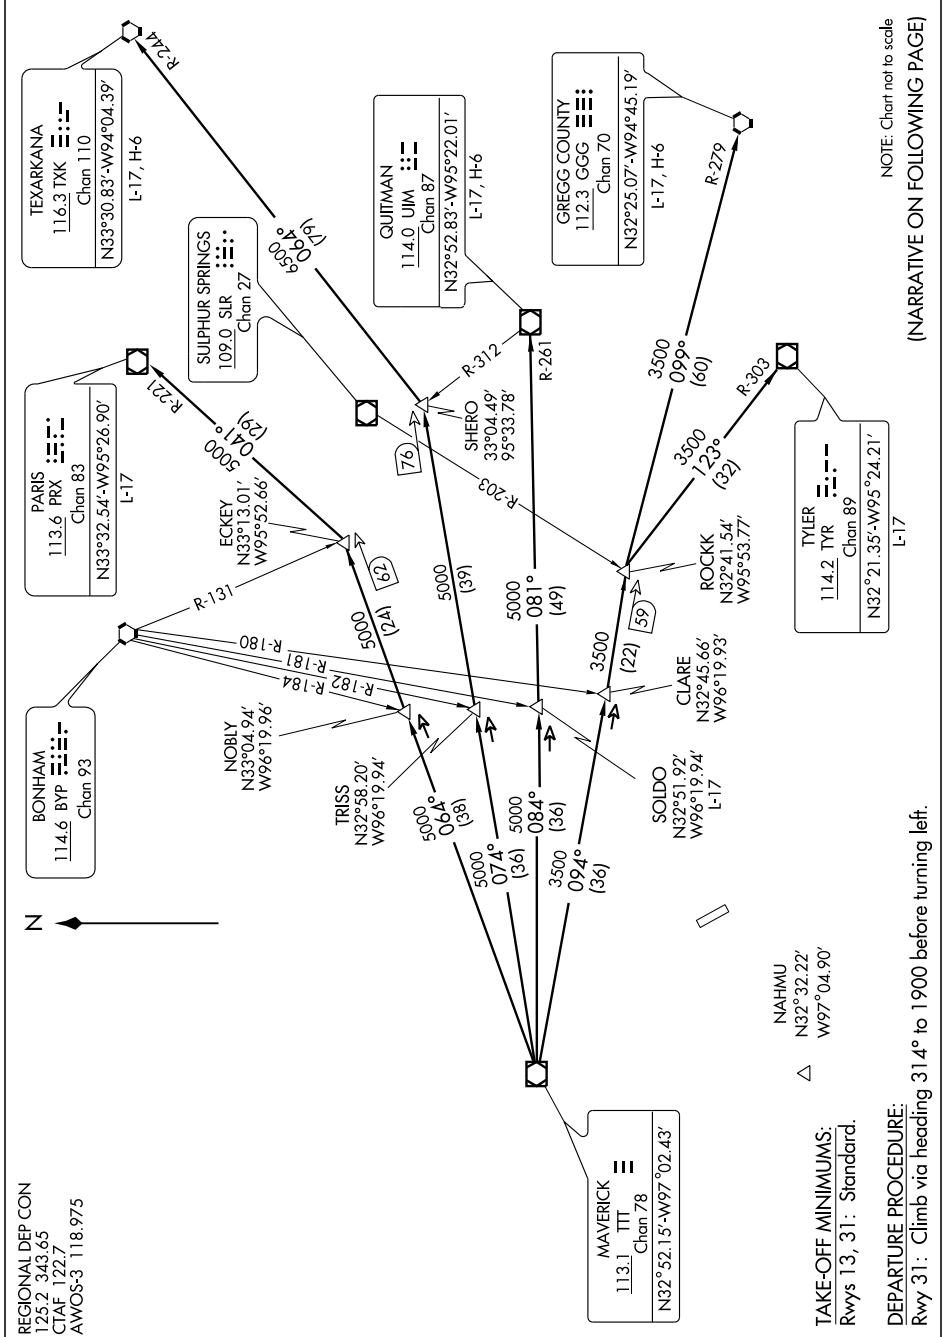 REGIONAL DEP CON
125.2 343.65
CTAF 122.7
AWOS-3 118.975
N
BONHAM
114.6 BYP
Chan 93
PARIS
113.6 PRX
Chan 83
N33°32.54'-W95°26.90'
L-17
TEXARKANA
116.3 TXK
Chan 110
N33°30.83'-W94°04.39'
L-17, H-6
SULPHUR SPRINGS
109.0 SLR
Chan 27
QUITMAN
114.0 UIM
Chan 87
N32°52.83'-W95°22.01'
L-17, H-6
GREGG COUNTY
112.3 GGG
Chan 70
N32°25.07'-W94°45.19'
L-17, H-6
TYLER
114.2 TYR
Chan 89
N32°21.35'-W95°24.21'
L-17
MAVERICK
113.1 TTT
Chan 78
N32°52.15'-W97°02.43'
NOBLY
N33°04.94'
W96°19.96'
TRISS
N32°58.20'
W96°19.94'
SOLDO
N32°51.92'
W96°19.94'
L-17
CLARE
N32°45.66'
W96°19.93'
ECKEY
N33°13.01'
W95°52.66'
SHERO
33°04.49'
95°33.78'
ROCKK
N32°41.54'
W95°53.77'
NAHMU
N32°32.22'
W97°04.90'
R-131
R-180
R-181
R-182
R-184
R-221
R-244
R-312
R-261
R-203
R-279
R-303
5000
064°
(38)
5000
(24)
62
5000
041°
(29)
5000
074°
(36)
5000
(39)
76
6500
064°
(79)
5000
084°
(36)
5000
081°
(49)
3500
094°
(36)
3500
(22)
59
3500
099°
(60)
3500
123°
(32)
TAKE-OFF MINIMUMS:
Rwys 13, 31: Standard.
DEPARTURE PROCEDURE:
Rwy 31: Climb via heading 314° to 1900 before turning left.
NOTE: Chart not to scale
(NARRATIVE ON FOLLOWING PAGE)